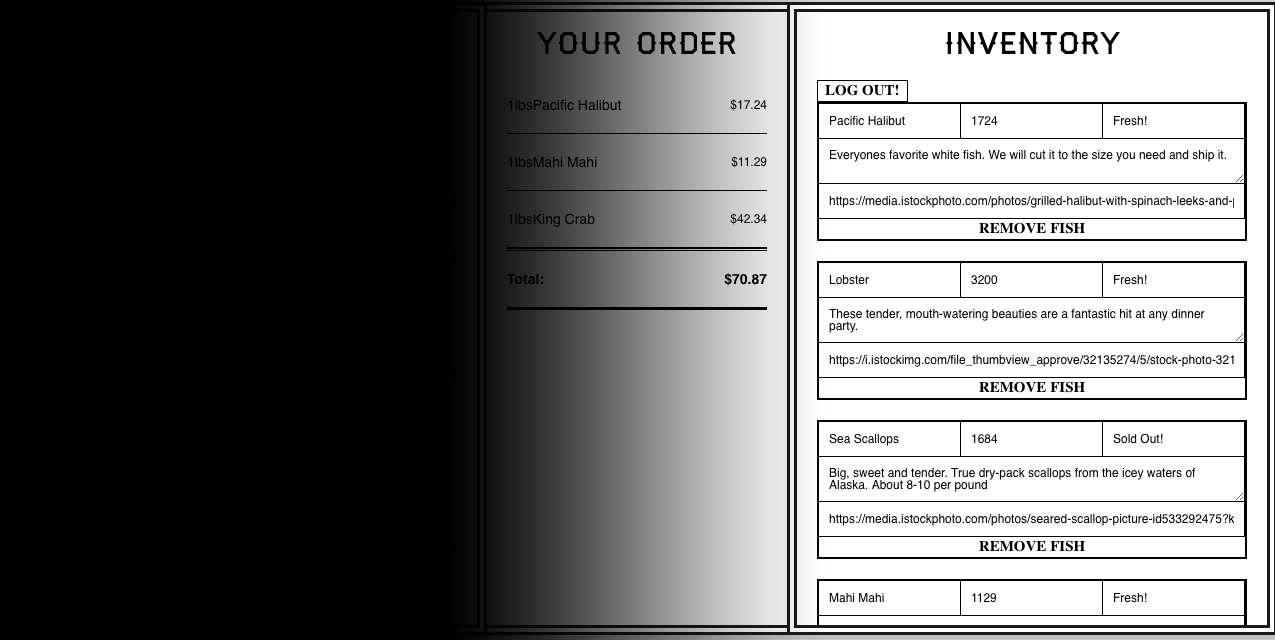 YOUR ORDER
1lbsPacific Halibut $17.24
1lbsMahi Mahi $11.29
1lbsKing Crab $42.34
Total: $70.87
INVENTORY
LOG OUT!
Pacific Halibut 1724 Fresh!
Everyones favorite white fish. We will cut it to the size you need and ship it.
https://media.istockphoto.com/photos/grilled-halibut-with-spinach-leeks-and-
REMOVE FISH
Lobster 3200 Fresh!
These tender, mouth-watering beauties are a fantastic hit at any dinner
party.
https://i.istockimg.com/file_thumbview_approve/32135274/5/stock-photo-321
REMOVE FISH
Sea Scallops 1684 Sold Out!
Big, sweet and tender. True dry-pack scallops from the icey waters of
Alaska. About 8-10 per pound
https://media.istockphoto.com/photos/seared-scallop-picture-id533292475?k
REMOVE FISH
Mahi Mahi 1129 Fresh!